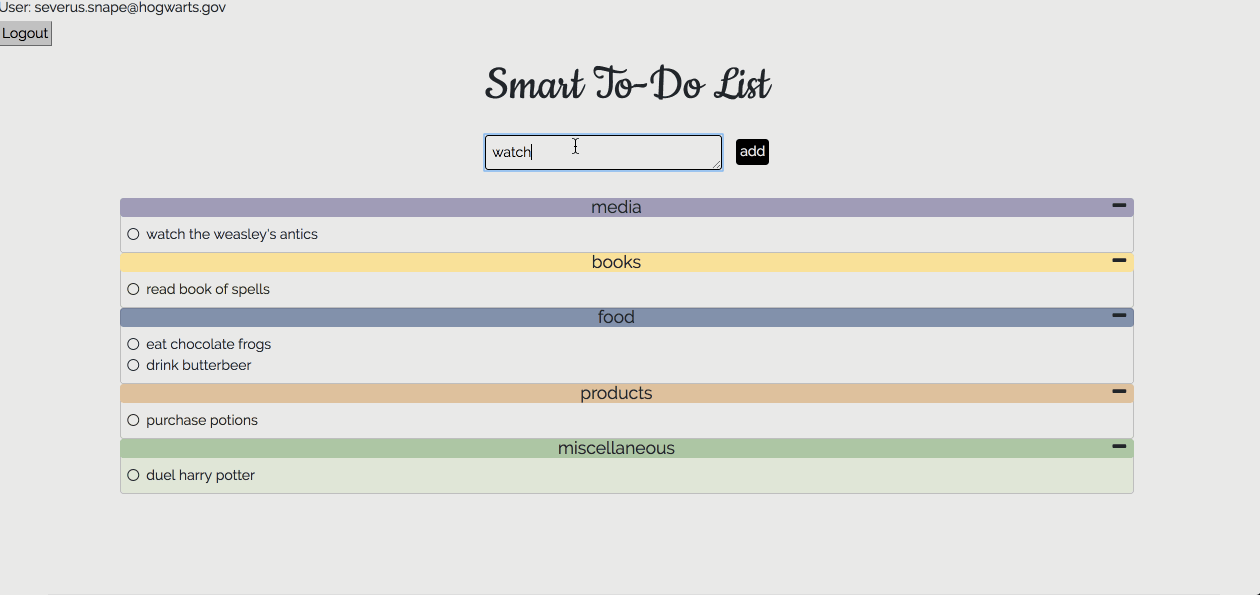 User: severus.snape@hogwarts.gov
Logout
Smart To-Do List
watch
add
media
watch the weasley's antics
books
read book of spells
food
eat chocolate frogs
drink butterbeer
products
purchase potions
miscellaneous
duel harry potter